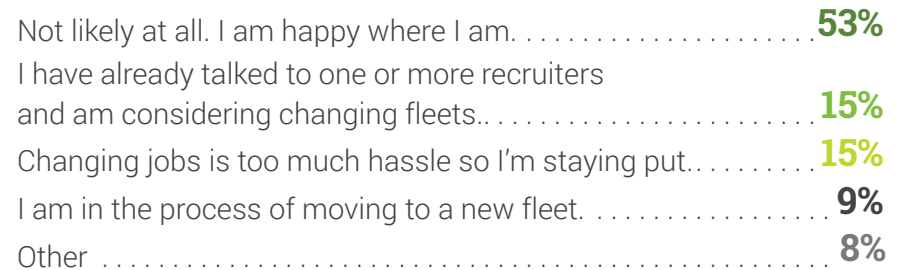 Not likely at all. I am happy where I am. . . . . . . . . . . . . . . . . . . . . . 53%
I have already talked to one or more recruiters
and am considering changing fleets.. . . . . . . . . . . . . . . . . . . . . . . . 15%
Changing jobs is too much hassle so I'm staying put.. . . . . . . . . 15%
I am in the process of moving to a new fleet. . . . . . . . . . . . . . . . . . 9%
Other . . . . . . . . . . . . . . . . . . . . . . . . . . . . . . . . . . . . . . . . . . . . . . . . . . . 8%